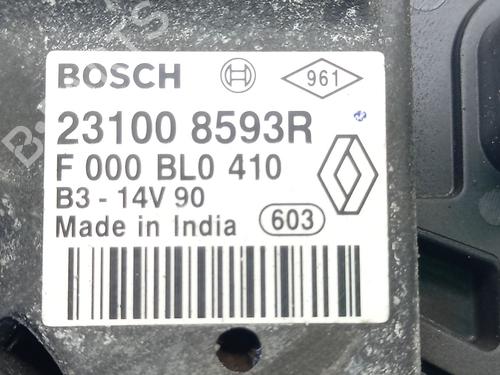 BOSCH 961
23100 8593R
F 000 BL0 410
B3 - 14V 90
Made in India 603